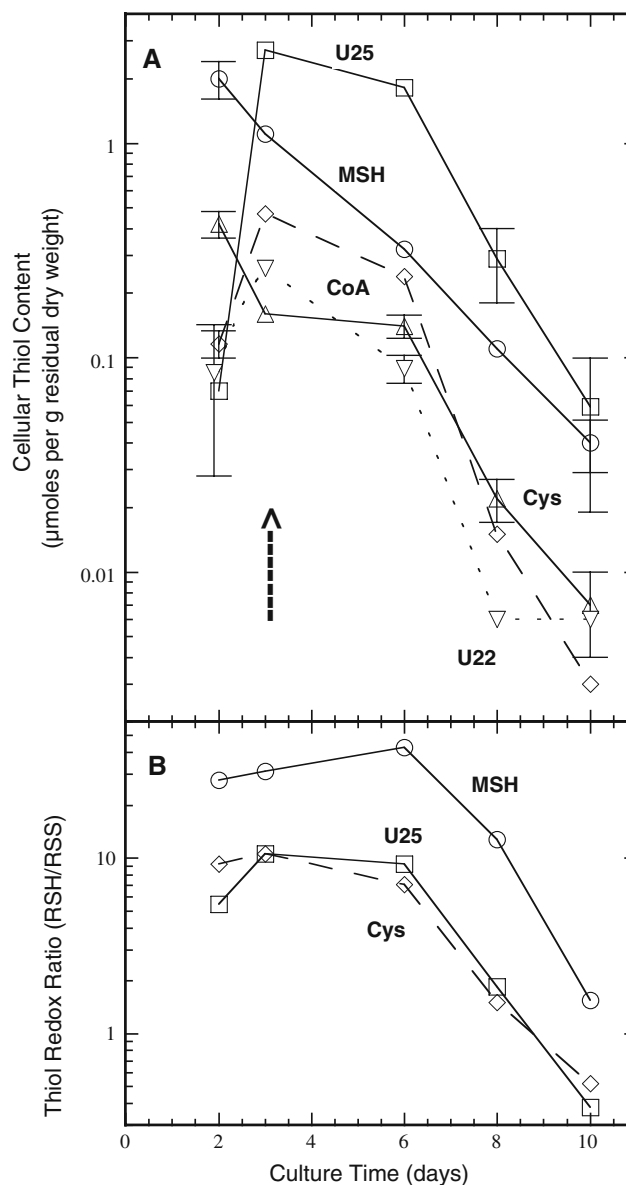 A
U25
MSH
CoA
Cys
U22
1
0.1
0.01
Cellular Thiol Content
(µmoles per g residual dry weight)
B
MSH
U25
Cys
10
1
Thiol Redox Ratio (RSH/RSS)
0 2 4 6 8 10
Culture Time (days)